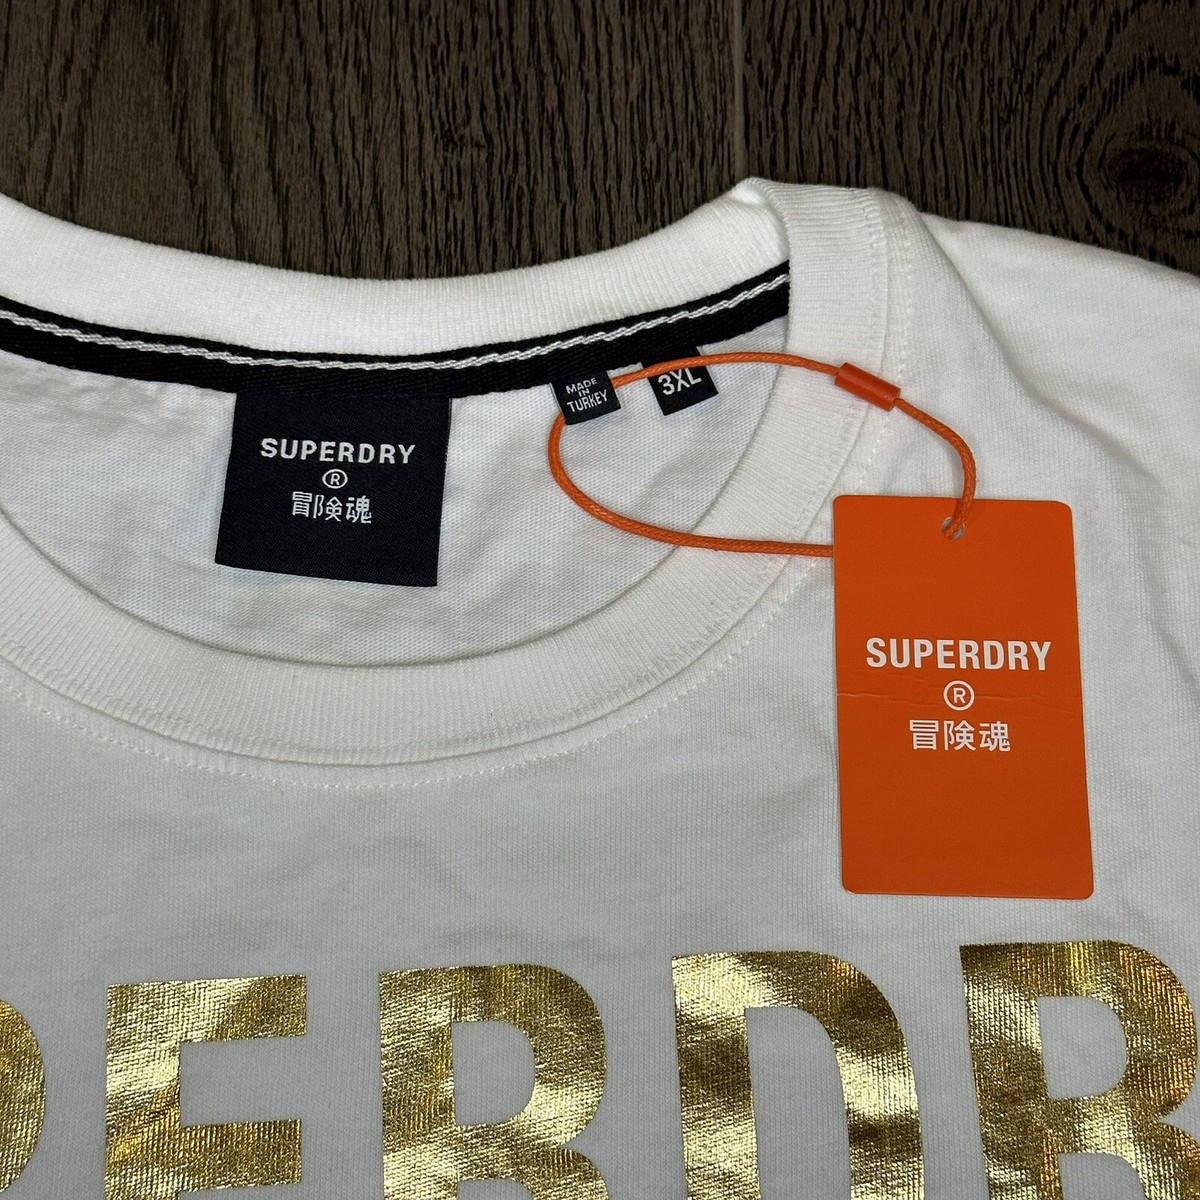 SUPERDRY
®
冒険魂
MADE
IN
TURKEY
3XL
SUPERDRY
®
冒険魂
PERDR